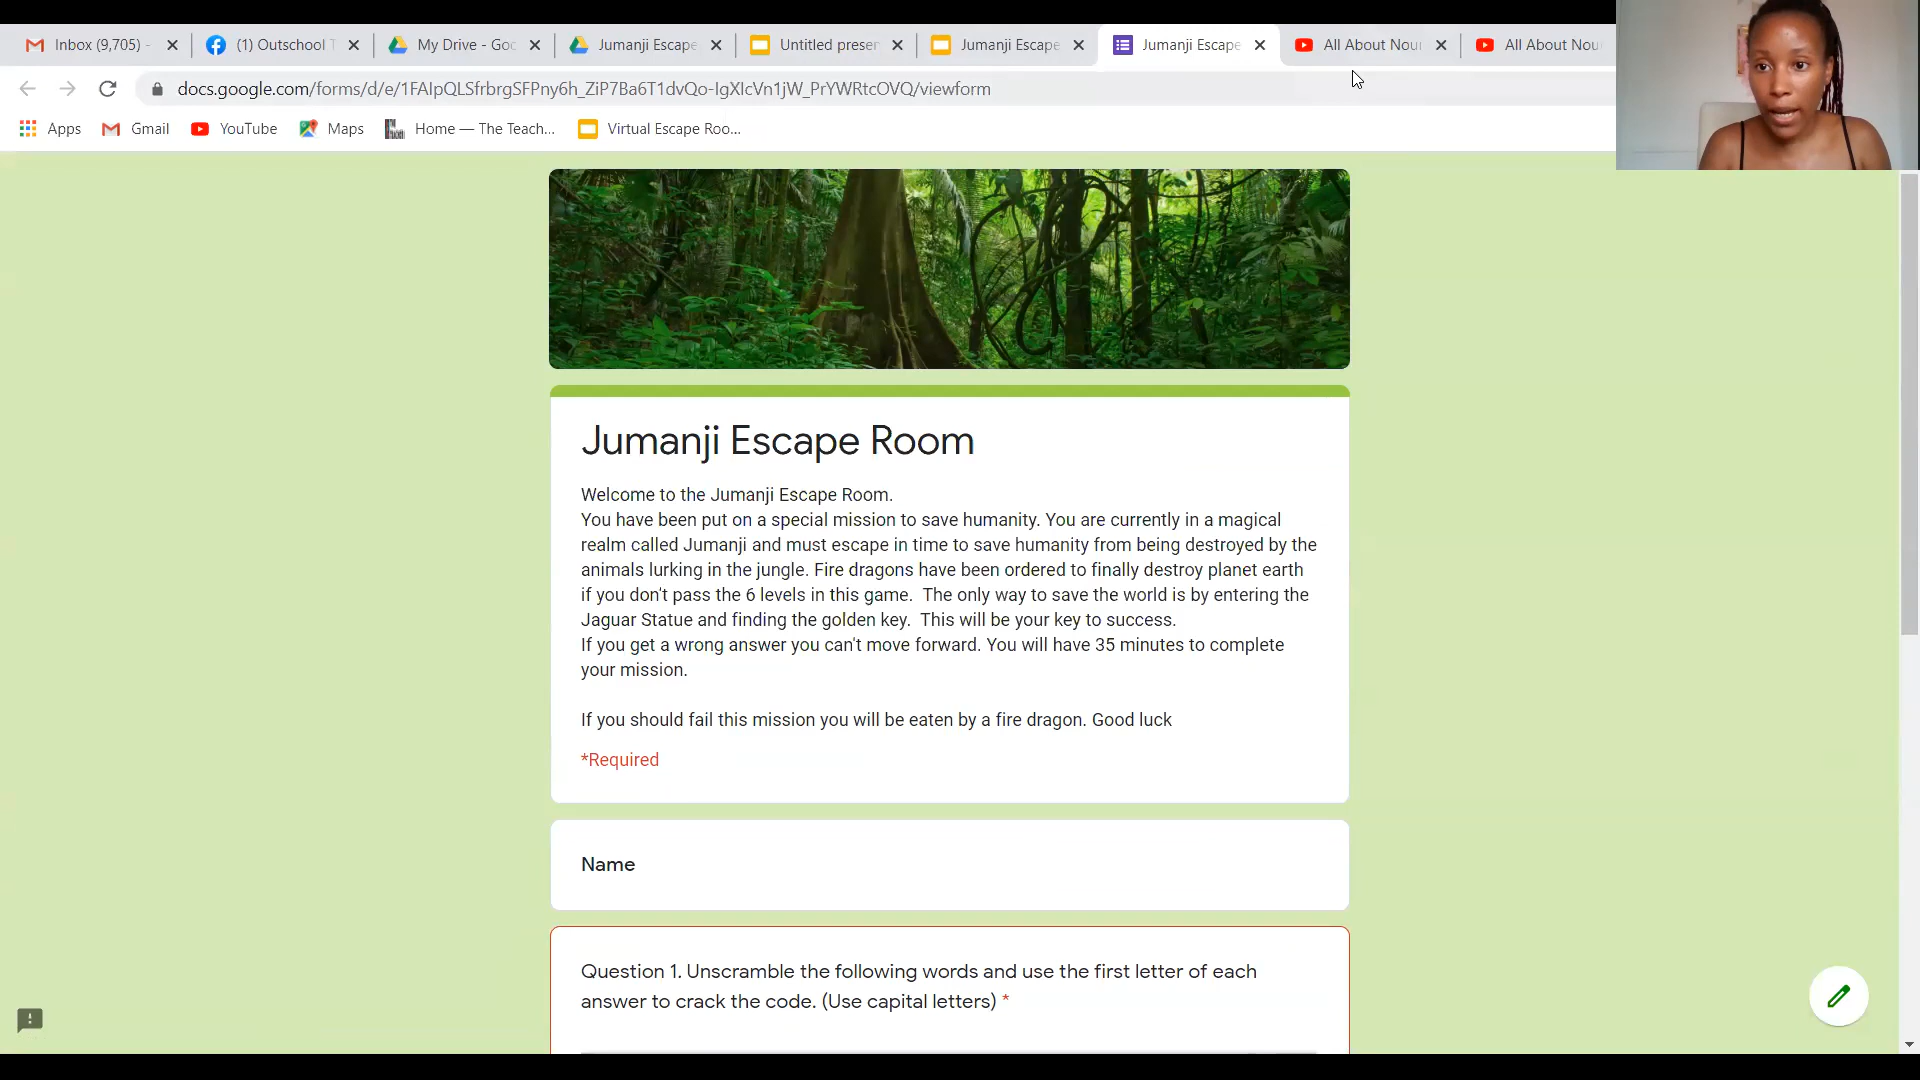 Inbox (9,705) -
(1) Outschool T
My Drive - Goo
Jumanji Escape
Untitled presen
Jumanji Escape
Jumanji Escape
All About Nou
All About Nou
docs.google.com/forms/d/e/1FAIpQLSfrbrgSFPny6h_ZiP7Ba6T1dvQo-IgXIcVn1jW_PrYWRtcOVQ/viewform
Apps
Gmail
YouTube
Maps
Home — The Teach...
Virtual Escape Roo...
Jumanji Escape Room
Welcome to the Jumanji Escape Room.
You have been put on a special mission to save humanity. You are currently in a magical
realm called Jumanji and must escape in time to save humanity from being destroyed by the
animals lurking in the jungle. Fire dragons have been ordered to finally destroy planet earth
if you don't pass the 6 levels in this game. The only way to save the world is by entering the
Jaguar Statue and finding the golden key. This will be your key to success.
If you get a wrong answer you can't move forward. You will have 35 minutes to complete
your mission.
If you should fail this mission you will be eaten by a fire dragon. Good luck
*Required
Name
Question 1. Unscramble the following words and use the first letter of each
answer to crack the code. (Use capital letters) *